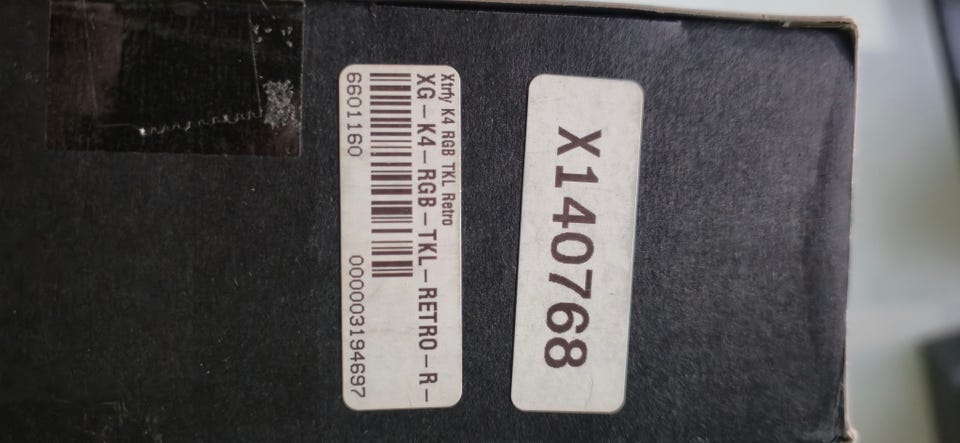 Xtrfy K4 RGB TKL Retro
XG-K4-RGB-TKL-RETRO-R-
6601160 000003194697
X140768